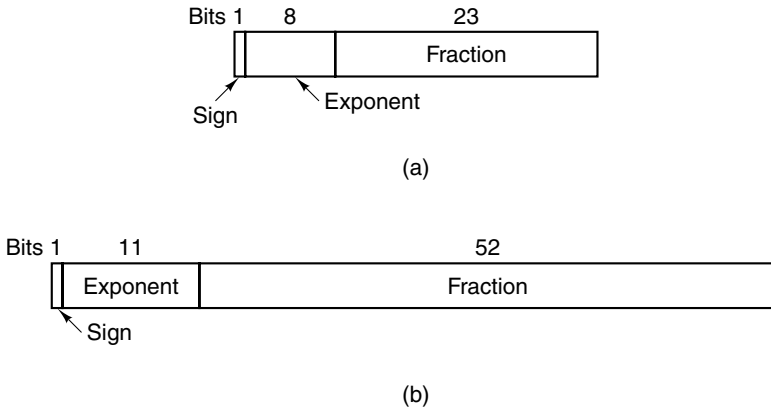 Bits 1 8 23
Fraction
Sign
Exponent
(a)
Bits 1 11 52
Exponent Fraction
Sign
(b)